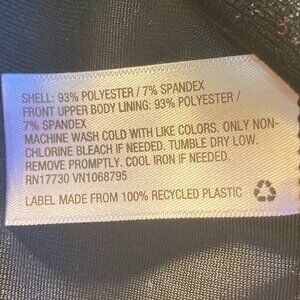 SHELL: 93% POLYESTER / 7% SPANDEX
FRONT UPPER BODY LINING: 93% POLYESTER /
7% SPANDEX
MACHINE WASH COLD WITH LIKE COLORS. ONLY NON-
CHLORINE BLEACH IF NEEDED. TUMBLE DRY LOW.
REMOVE PROMPTLY. COOL IRON IF NEEDED.
RN17730 VN1068795
LABEL MADE FROM 100% RECYCLED PLASTIC